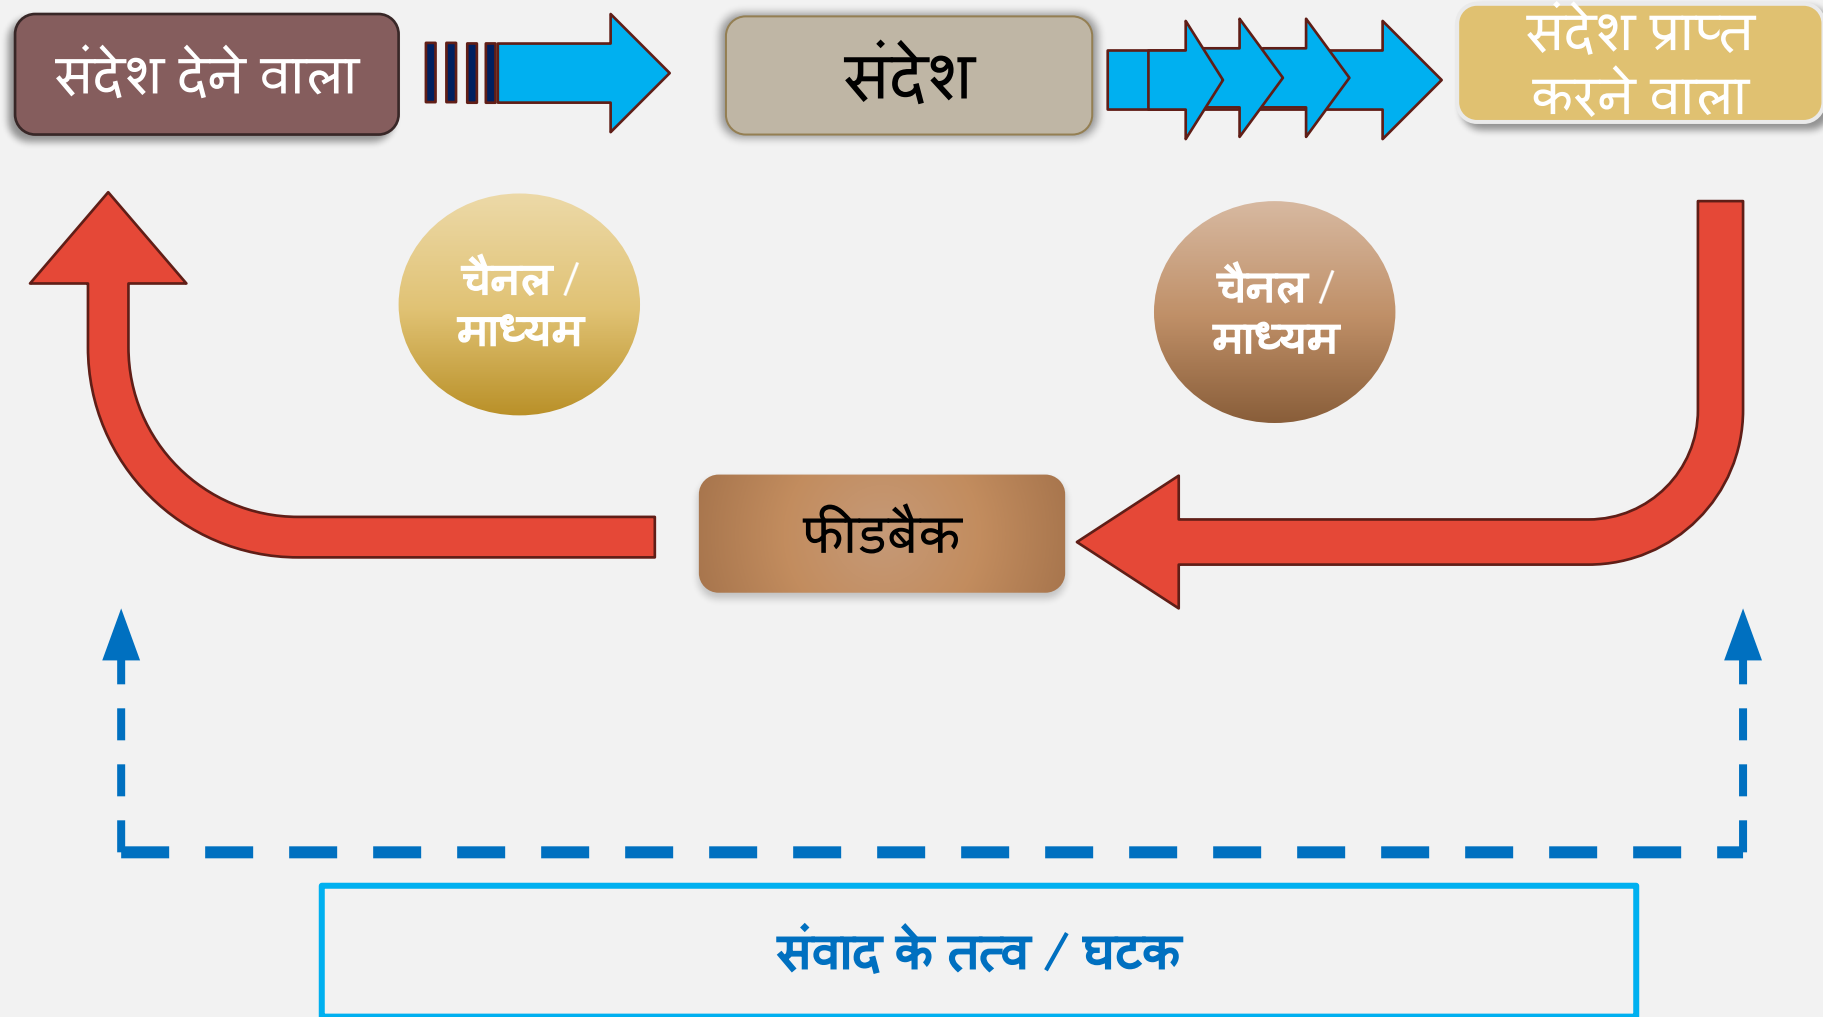 संदेश देने वाला
संदेश
संदेश प्राप्त
करने वाला
चैनल /
माध्यम
चैनल /
माध्यम
फीडबैक
संवाद के तत्व / घटक